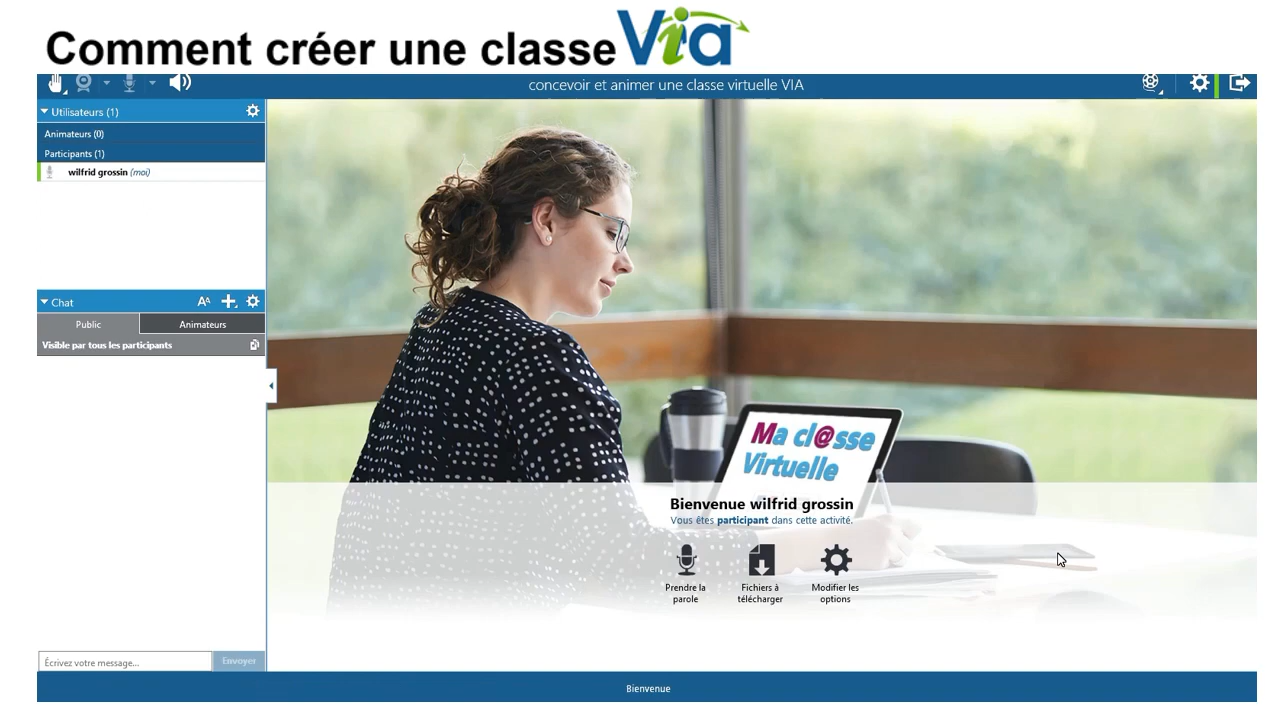 Comment créer une classe Via
concevoir et animer une classe virtuelle VIA
Utilisateurs (1)
Animateurs (0)
Participants (1)
wilfrid grossin (moi)
Chat
AA
Public
Animateurs
Visible par tous les participants
Ma cl@sse
Virtuelle
Bienvenue wilfrid grossin
Vous êtes participant dans cette activité.
Prendre la
parole
Fichiers à
télécharger
Modifier les
options
Écrivez votre message...
Envoyer
Bienvenue